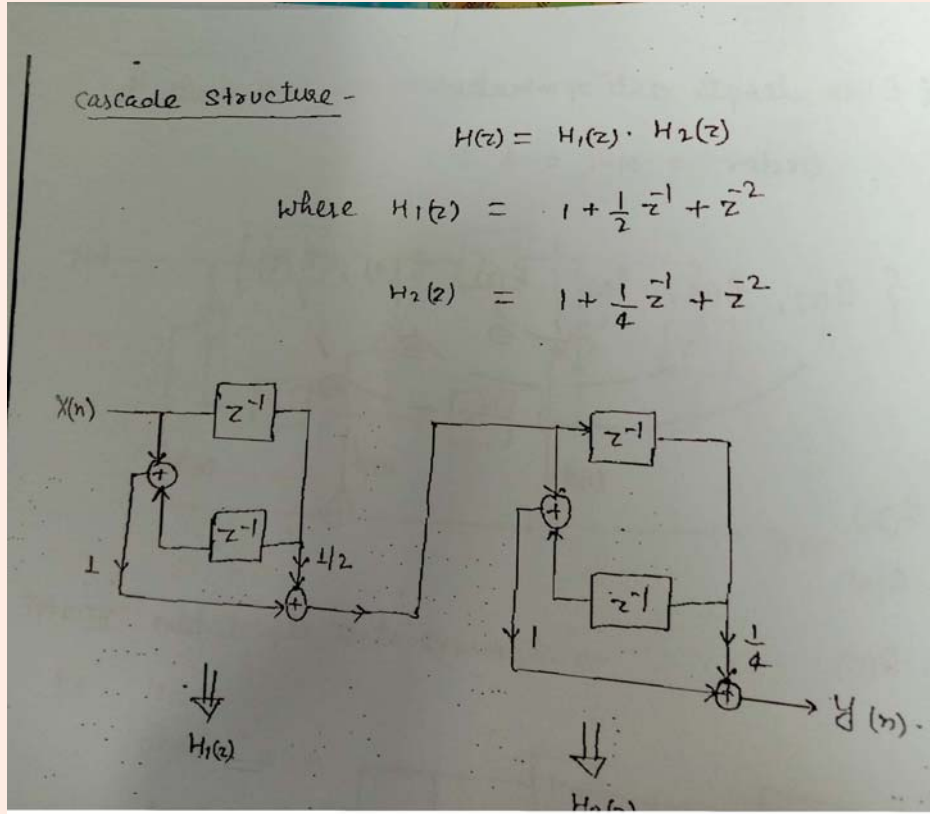 cascade structure -
H(z) = H1(z) · H2(z)
where H1(z) = 1 + 1/2 z^-1 + z^-2
H2(z) = 1 + 1/4 z^-1 + z^-2
X(n)
z^-1
+
z^-1
1
1/2
+
z^-1
+
z^-1
1
1/4
+
y(n).
H1(z)
H2(z)